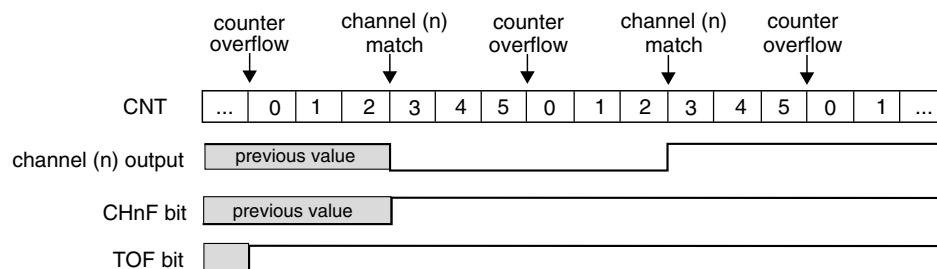 counter overflow
channel (n) match
counter overflow
channel (n) match
counter overflow
CNT ... 0 1 2 3 4 5 0 1 2 3 4 5 0 1 ...
channel (n) output previous value
CHnF bit previous value
TOF bit